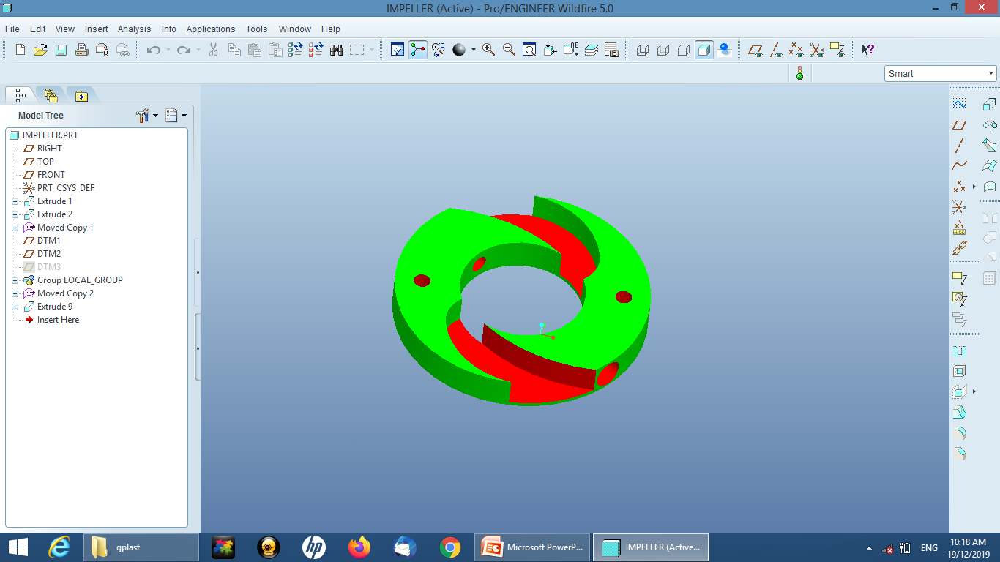 IMPELLER (Active) - Pro/ENGINEER Wildfire 5.0
File Edit View Insert Analysis Info Applications Tools Window Help
Smart
Model Tree
IMPELLER.PRT
RIGHT
TOP
FRONT
PRT_CSYS_DEF
Extrude 1
Extrude 2
Moved Copy 1
DTM1
DTM2
DTM3
Group LOCAL_GROUP
Moved Copy 2
Extrude 9
Insert Here
gplast
hp
Microsoft PowerP...
IMPELLER (Active...
ENG
10:18 AM
19/12/2019